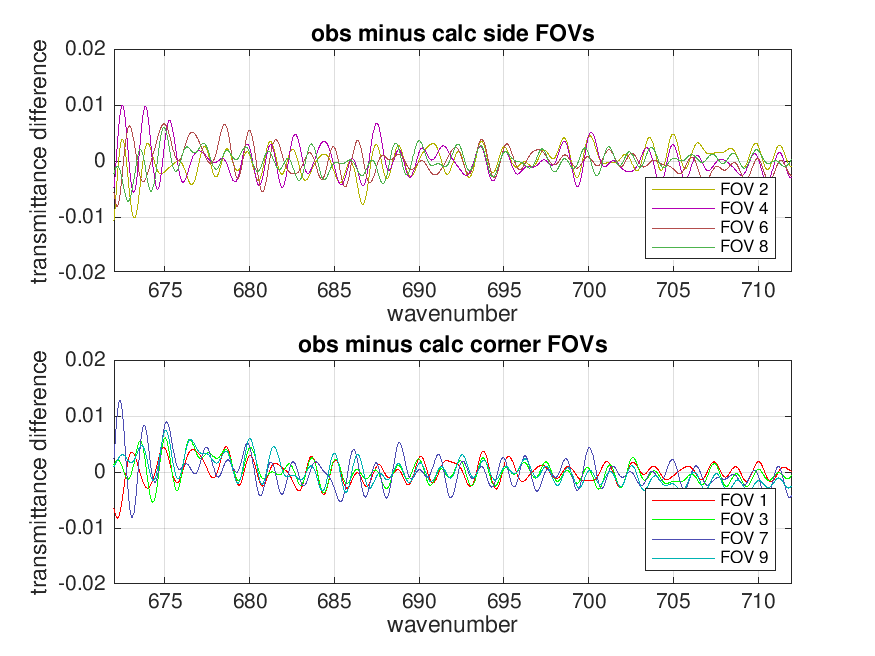 obs minus calc side FOVs
transmittance difference
0.02
0.01
0
-0.01
-0.02
FOV 2
FOV 4
FOV 6
FOV 8
675 680 685 690 695 700 705 710
wavenumber
obs minus calc corner FOVs
transmittance difference
0.02
0.01
0
-0.01
-0.02
FOV 1
FOV 3
FOV 7
FOV 9
675 680 685 690 695 700 705 710
wavenumber